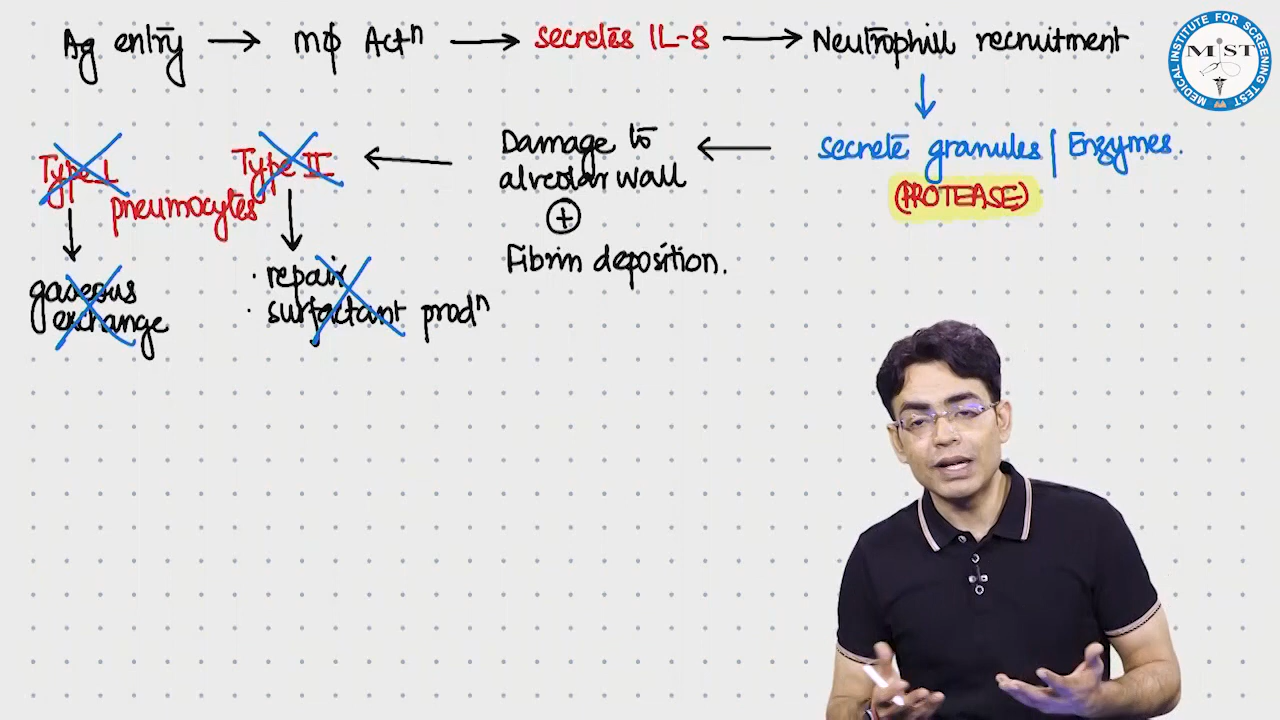 Ag entry → mφ Actⁿ → secretes IL-8 → Neutrophill recruitment
secrete granules | Enzymes.
(PROTEASE)
Damage to
alveolar wall
+
Fibrin deposition.
Type I Type II
pneumocytes
gaseous
exchange
· repair
· surfactant prodⁿ
MIST
MEDICAL INSTITUTE FOR SCREENING TEST